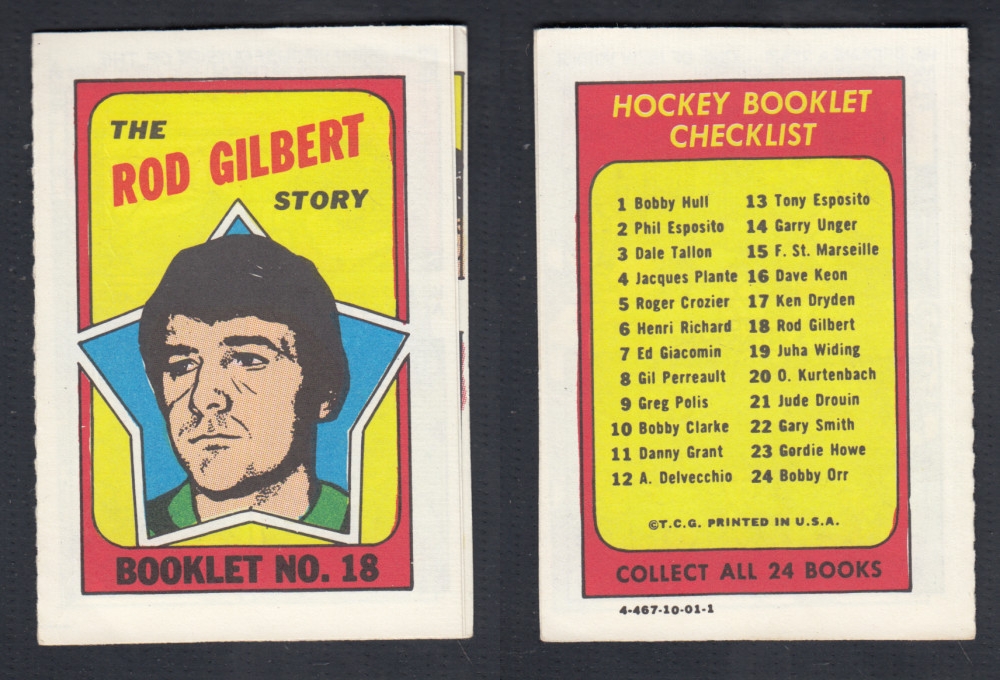 THE
ROD GILBERT
STORY
BOOKLET NO. 18
HOCKEY BOOKLET
CHECKLIST
1 Bobby Hull
2 Phil Esposito
3 Dale Tallon
4 Jacques Plante
5 Roger Crozier
6 Henri Richard
7 Ed Giacomin
8 Gil Perreault
9 Greg Polis
10 Bobby Clarke
11 Danny Grant
12 A. Delvecchio
13 Tony Esposito
14 Garry Unger
15 F. St. Marseille
16 Dave Keon
17 Ken Dryden
18 Rod Gilbert
19 Juha Widing
20 O. Kurtenbach
21 Jude Drouin
22 Gary Smith
23 Gordie Howe
24 Bobby Orr
©T.C.G. PRINTED IN U.S.A.
COLLECT ALL 24 BOOKS
4-467-10-01-1